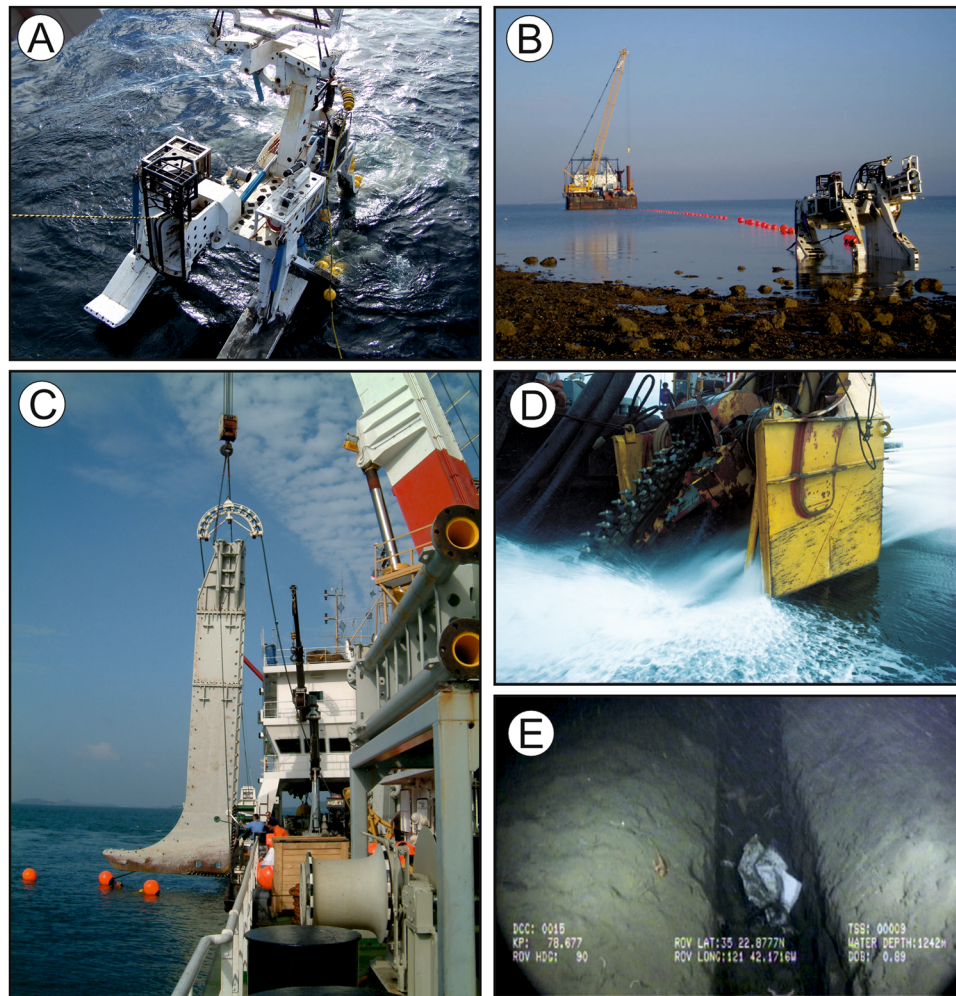 A
B
C
D
E
DCC: 0015
KP: 78.677
ROV HDG: 90
ROV LAT:35 22.8777N
ROV LONG:121 42.1716W
TSS: 00009
WATER DEPTH:1242m
DOB: 0.89